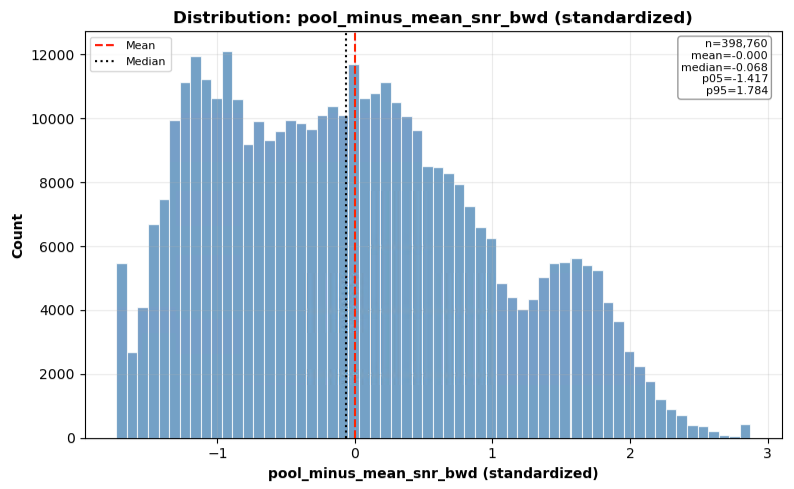 Distribution: pool_minus_mean_snr_bwd (standardized)
Mean
Median
n=398,760
mean=-0.000
median=-0.068
p05=-1.417
p95=1.784
Count
12000
10000
8000
6000
4000
2000
0
−1
0
1
2
3
pool_minus_mean_snr_bwd (standardized)